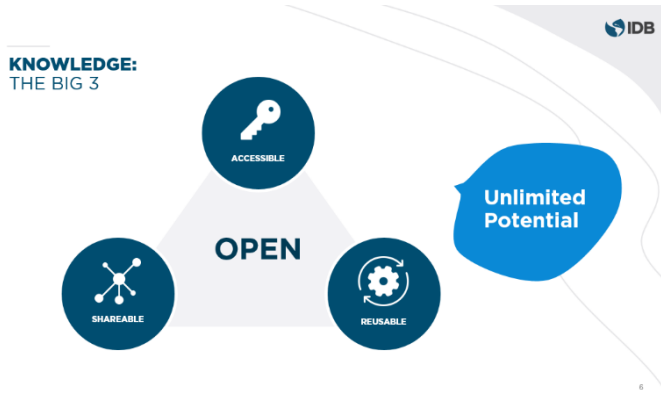 IDB
KNOWLEDGE:
THE BIG 3
ACCESSIBLE
Unlimited
Potential
OPEN
SHAREABLE
REUSABLE
6